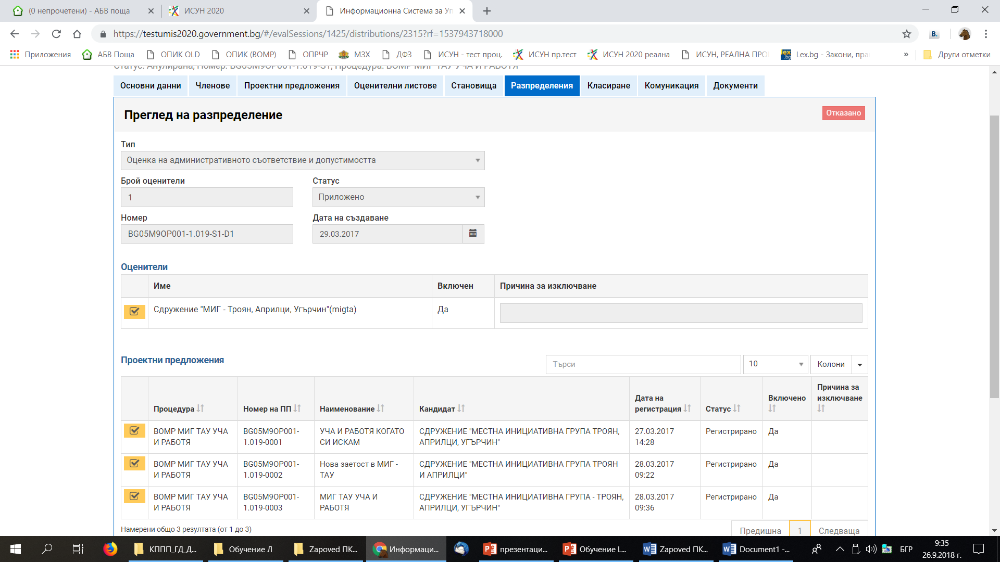 (0 непрочетени) - АБВ поща
ИСУН 2020
Информационна Система за Уп
https://testumis2020.government.bg/#/evalSessions/1425/distributions/2315?rf=1537943718000
B.
Приложения
АБВ Поща
ОПИК OLD
ОПИК (ВОМР)
ОПРЧР
МЗХ
ДФЗ
ИСУН - тест проц.
ИСУН пр.тест
ИСУН 2020 реална
ИСУН, РЕАЛНА ПРО
Lex.bg - Закони, пра
»
Други отметки
Статус: Анулирана, Номер: BG05M9OP001-1.019-S1, Процедура: ВОМР МИГ ТАУ УЧА И РАБОТЯ
Основни данни
Членове
Проектни предложения
Оценителни листове
Становища
Разпределения
Класиране
Комуникация
Документи
Преглед на разпределение
Отказано
Тип
Оценка на административното съответствие и допустимостта
Брой оценители
Статус
1
Приложено
Номер
Дата на създаване
BG05M9OP001-1.019-S1-D1
29.03.2017
Оценители
Име
Включен
Причина за изключване
Сдружение "МИГ - Троян, Априлци, Угърчин"(migta)
Да
Проектни предложения
Търси
10
Колони
Процедура
Номер на ПП
Наименование
Кандидат
Дата на
регистрация
Статус
Включено
Причина за
изключване
ВОМР МИГ ТАУ УЧА
И РАБОТЯ
BG05M9OP001-
1.019-0001
УЧА И РАБОТЯ КОГАТО
СИ ИСКАМ
СДРУЖЕНИЕ "МЕСТНА ИНИЦИАТИВНА ГРУПА ТРОЯН,
АПРИЛЦИ, УГЪРЧИН"
27.03.2017
14:28
Регистрирано
Да
ВОМР МИГ ТАУ УЧА
И РАБОТЯ
BG05M9OP001-
1.019-0002
Нова заетост в МИГ -
ТАУ
СДРУЖЕНИЕ "МЕСТНА ИНИЦИАТИВНА ГРУПА ТРОЯН
И АПРИЛЦИ"
28.03.2017
09:22
Регистрирано
Да
ВОМР МИГ ТАУ УЧА
И РАБОТЯ
BG05M9OP001-
1.019-0003
МИГ ТАУ УЧА И
РАБОТЯ
СДРУЖЕНИЕ "МЕСТНА ИНИЦИАТИВНА ГРУПА - ТРОЯН,
АПРИЛЦИ, УГЪРЧИН"
28.03.2017
09:36
Регистрирано
Да
Намерени общо 3 резултата (от 1 до 3)
Предишна
1
Следваща
КППП_ГД_Д...
Обучение Л
Zapoved ПК...
Информаци...
презентаци...
Обучение L...
Zapoved ПК...
Document1 -...
БГР
9:35
26.9.2018 г.